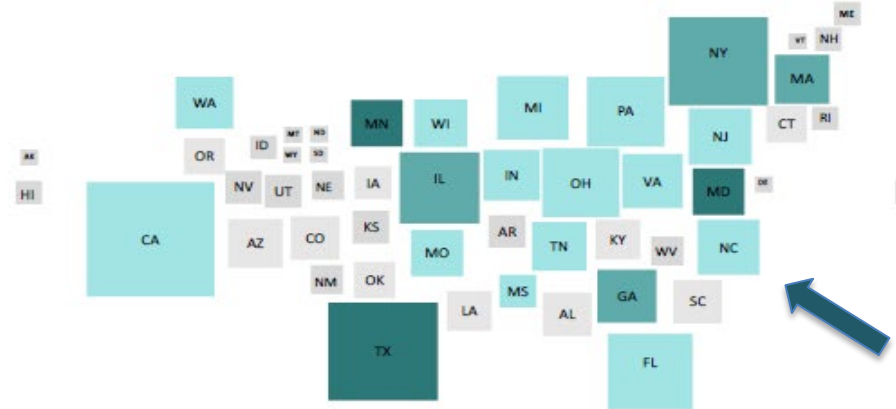 ME
VT
NH
NY
MA
WA
MN
WI
MI
PA
NJ
CT
RI
MT
ND
ID
OR
WY
SD
AK
HI
NV
UT
NE
IA
IL
IN
OH
VA
MD
DE
CA
AZ
CO
KS
MO
AR
TN
KY
WV
NC
NM
OK
MS
GA
SC
LA
AL
TX
FL